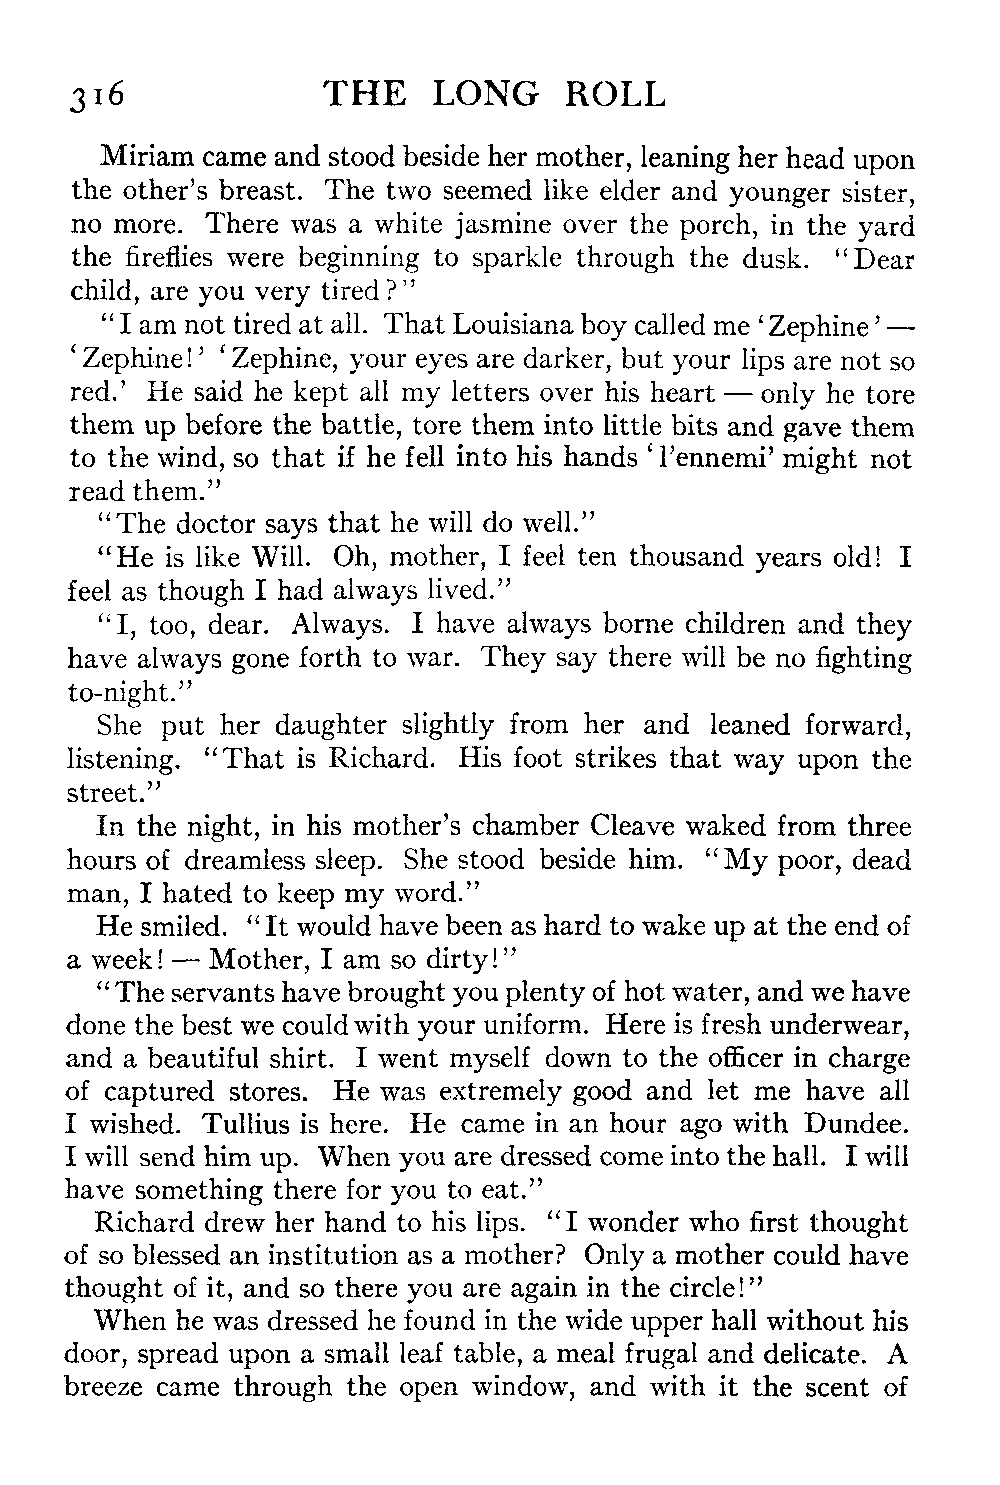 316 THE LONG ROLL
Miriam came and stood beside her mother, leaning her head upon
the other's breast. The two seemed like elder and younger sister,
no more. There was a white jasmine over the porch, in the yard
the fireflies were beginning to sparkle through the dusk. "Dear
child, are you very tired?"
"I am not tired at all. That Louisiana boy called me 'Zephine' —
'Zephine!' 'Zephine, your eyes are darker, but your lips are not so
red.' He said he kept all my letters over his heart — only he tore
them up before the battle, tore them into little bits and gave them
to the wind, so that if he fell into his hands 'l'ennemi' might not
read them."
"The doctor says that he will do well."
"He is like Will. Oh, mother, I feel ten thousand years old! I
feel as though I had always lived."
"I, too, dear. Always. I have always borne children and they
have always gone forth to war. They say there will be no fighting
to-night."
She put her daughter slightly from her and leaned forward,
listening. "That is Richard. His foot strikes that way upon the
street."
In the night, in his mother's chamber Cleave waked from three
hours of dreamless sleep. She stood beside him. "My poor, dead
man, I hated to keep my word."
He smiled. "It would have been as hard to wake up at the end of
a week! — Mother, I am so dirty!"
"The servants have brought you plenty of hot water, and we have
done the best we could with your uniform. Here is fresh underwear,
and a beautiful shirt. I went myself down to the officer in charge
of captured stores. He was extremely good and let me have all
I wished. Tullius is here. He came in an hour ago with Dundee.
I will send him up. When you are dressed come into the hall. I will
have something there for you to eat."
Richard drew her hand to his lips. "I wonder who first thought
of so blessed an institution as a mother? Only a mother could have
thought of it, and so there you are again in the circle!"
When he was dressed he found in the wide upper hall without his
door, spread upon a small leaf table, a meal frugal and delicate. A
breeze came through the open window, and with it the scent of